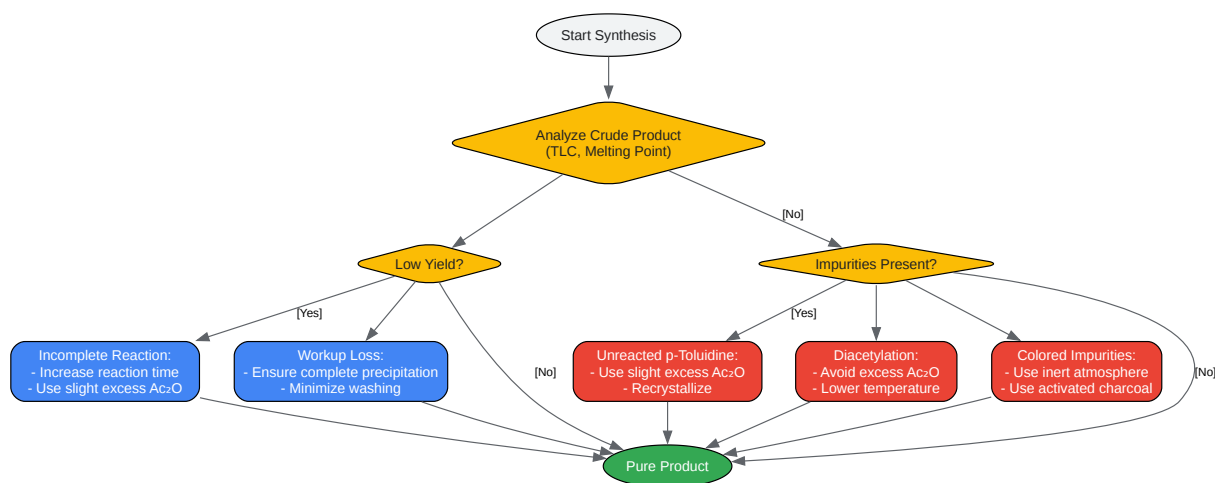 Start Synthesis
Analyze Crude Product
(TLC, Melting Point)
[No]
Low Yield?
Impurities Present?
[Yes]
[Yes]
Incomplete Reaction:
- Increase reaction time
- Use slight excess Ac₂O
Workup Loss:
- Ensure complete precipitation
- Minimize washing
[No]
Unreacted p-Toluidine:
- Use slight excess Ac₂O
- Recrystallize
Diacetylation:
- Avoid excess Ac₂O
- Lower temperature
Colored Impurities:
- Use inert atmosphere
- Use activated charcoal
[No]
Pure Product